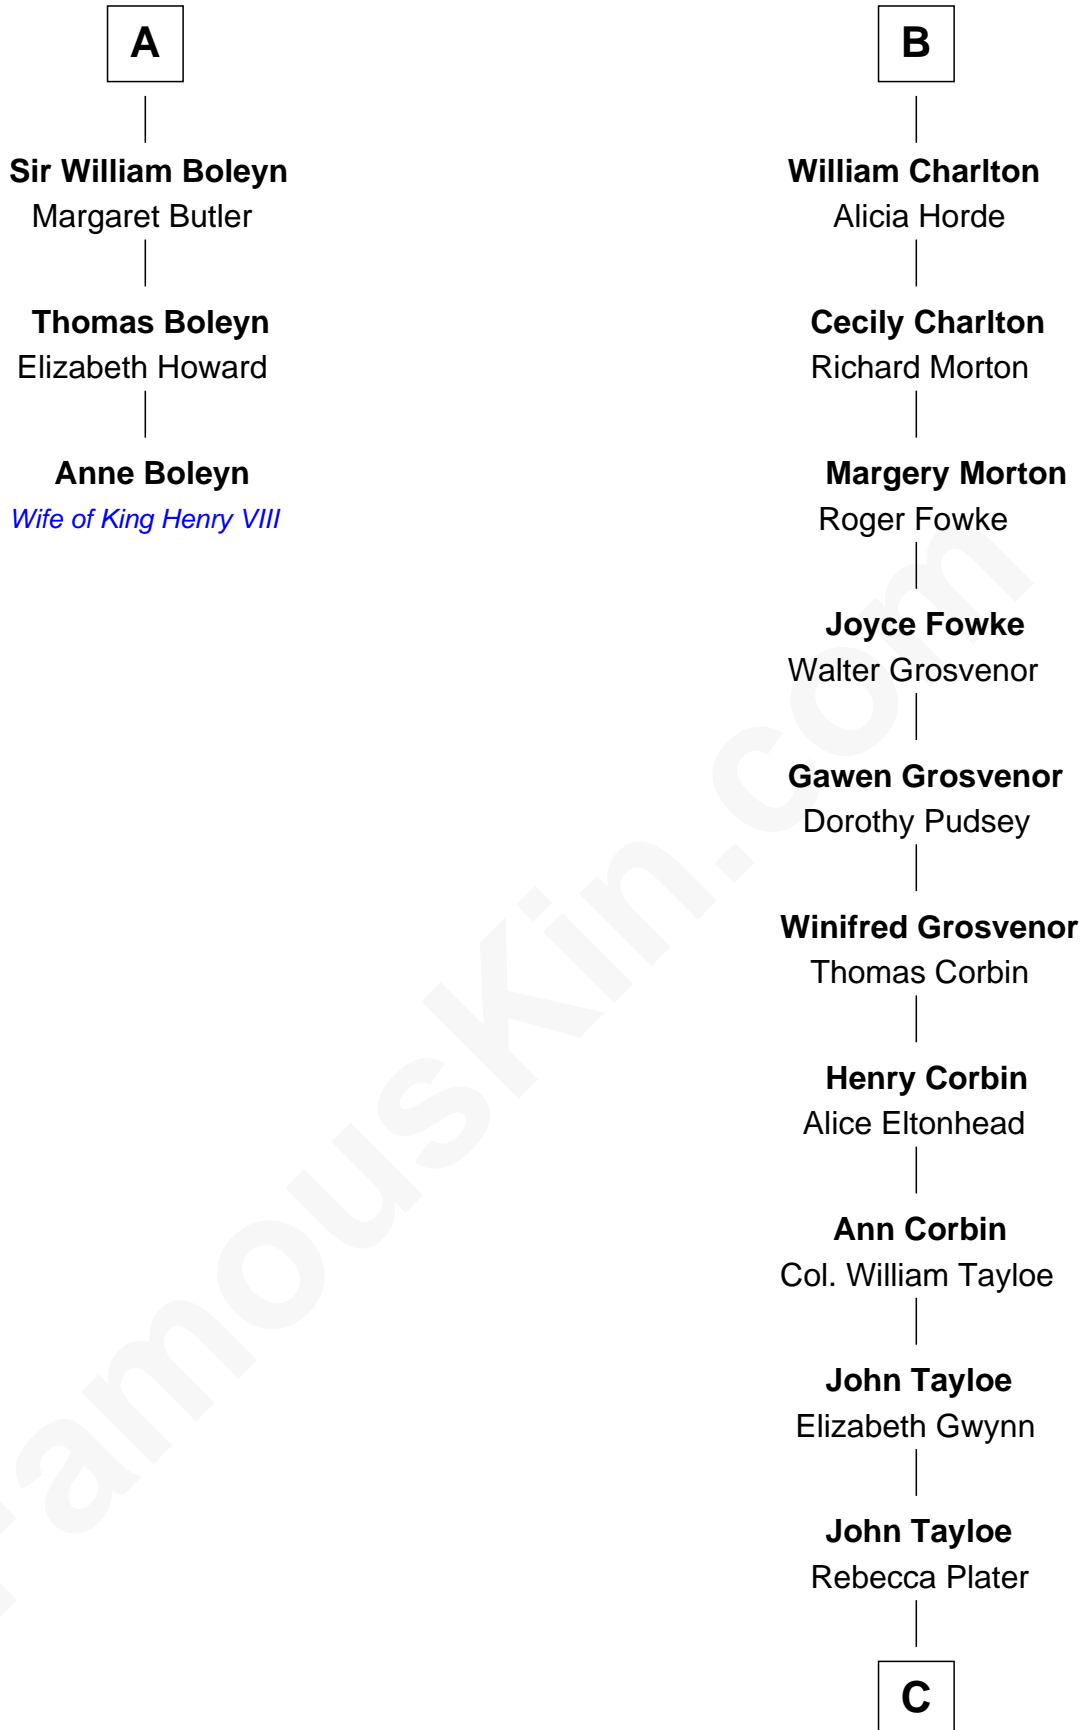 A
Sir William Boleyn
Margaret Butler
Thomas Boleyn
Elizabeth Howard
Anne Boleyn
Wife of King Henry VIII
B
William Charlton
Alicia Horde
Cecily Charlton
Richard Morton
Margery Morton
Roger Fowke
Joyce Fowke
Walter Grosvenor
Gawen Grosvenor
Dorothy Pudsey
Winifred Grosvenor
Thomas Corbin
Henry Corbin
Alice Eltonhead
Ann Corbin
Col. William Tayloe
John Tayloe
Elizabeth Gwynn
John Tayloe
Rebecca Plater
C
FamousKin.com